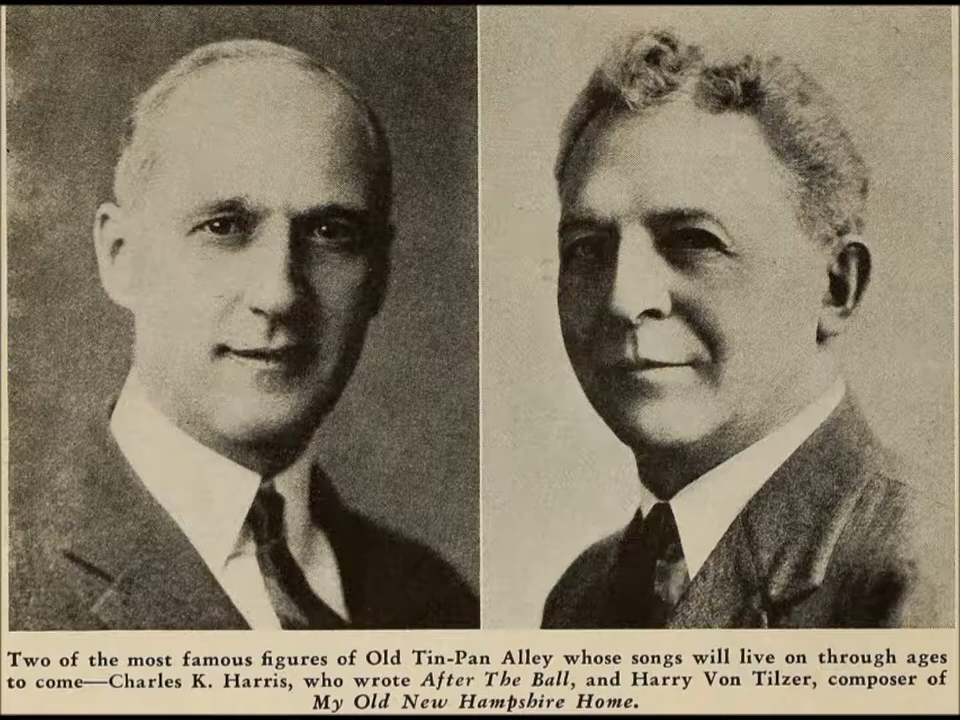 Two of the most famous figures of Old Tin-Pan Alley whose songs will live on through ages
to come—Charles K. Harris, who wrote After The Ball, and Harry Von Tilzer, composer of
My Old New Hampshire Home.